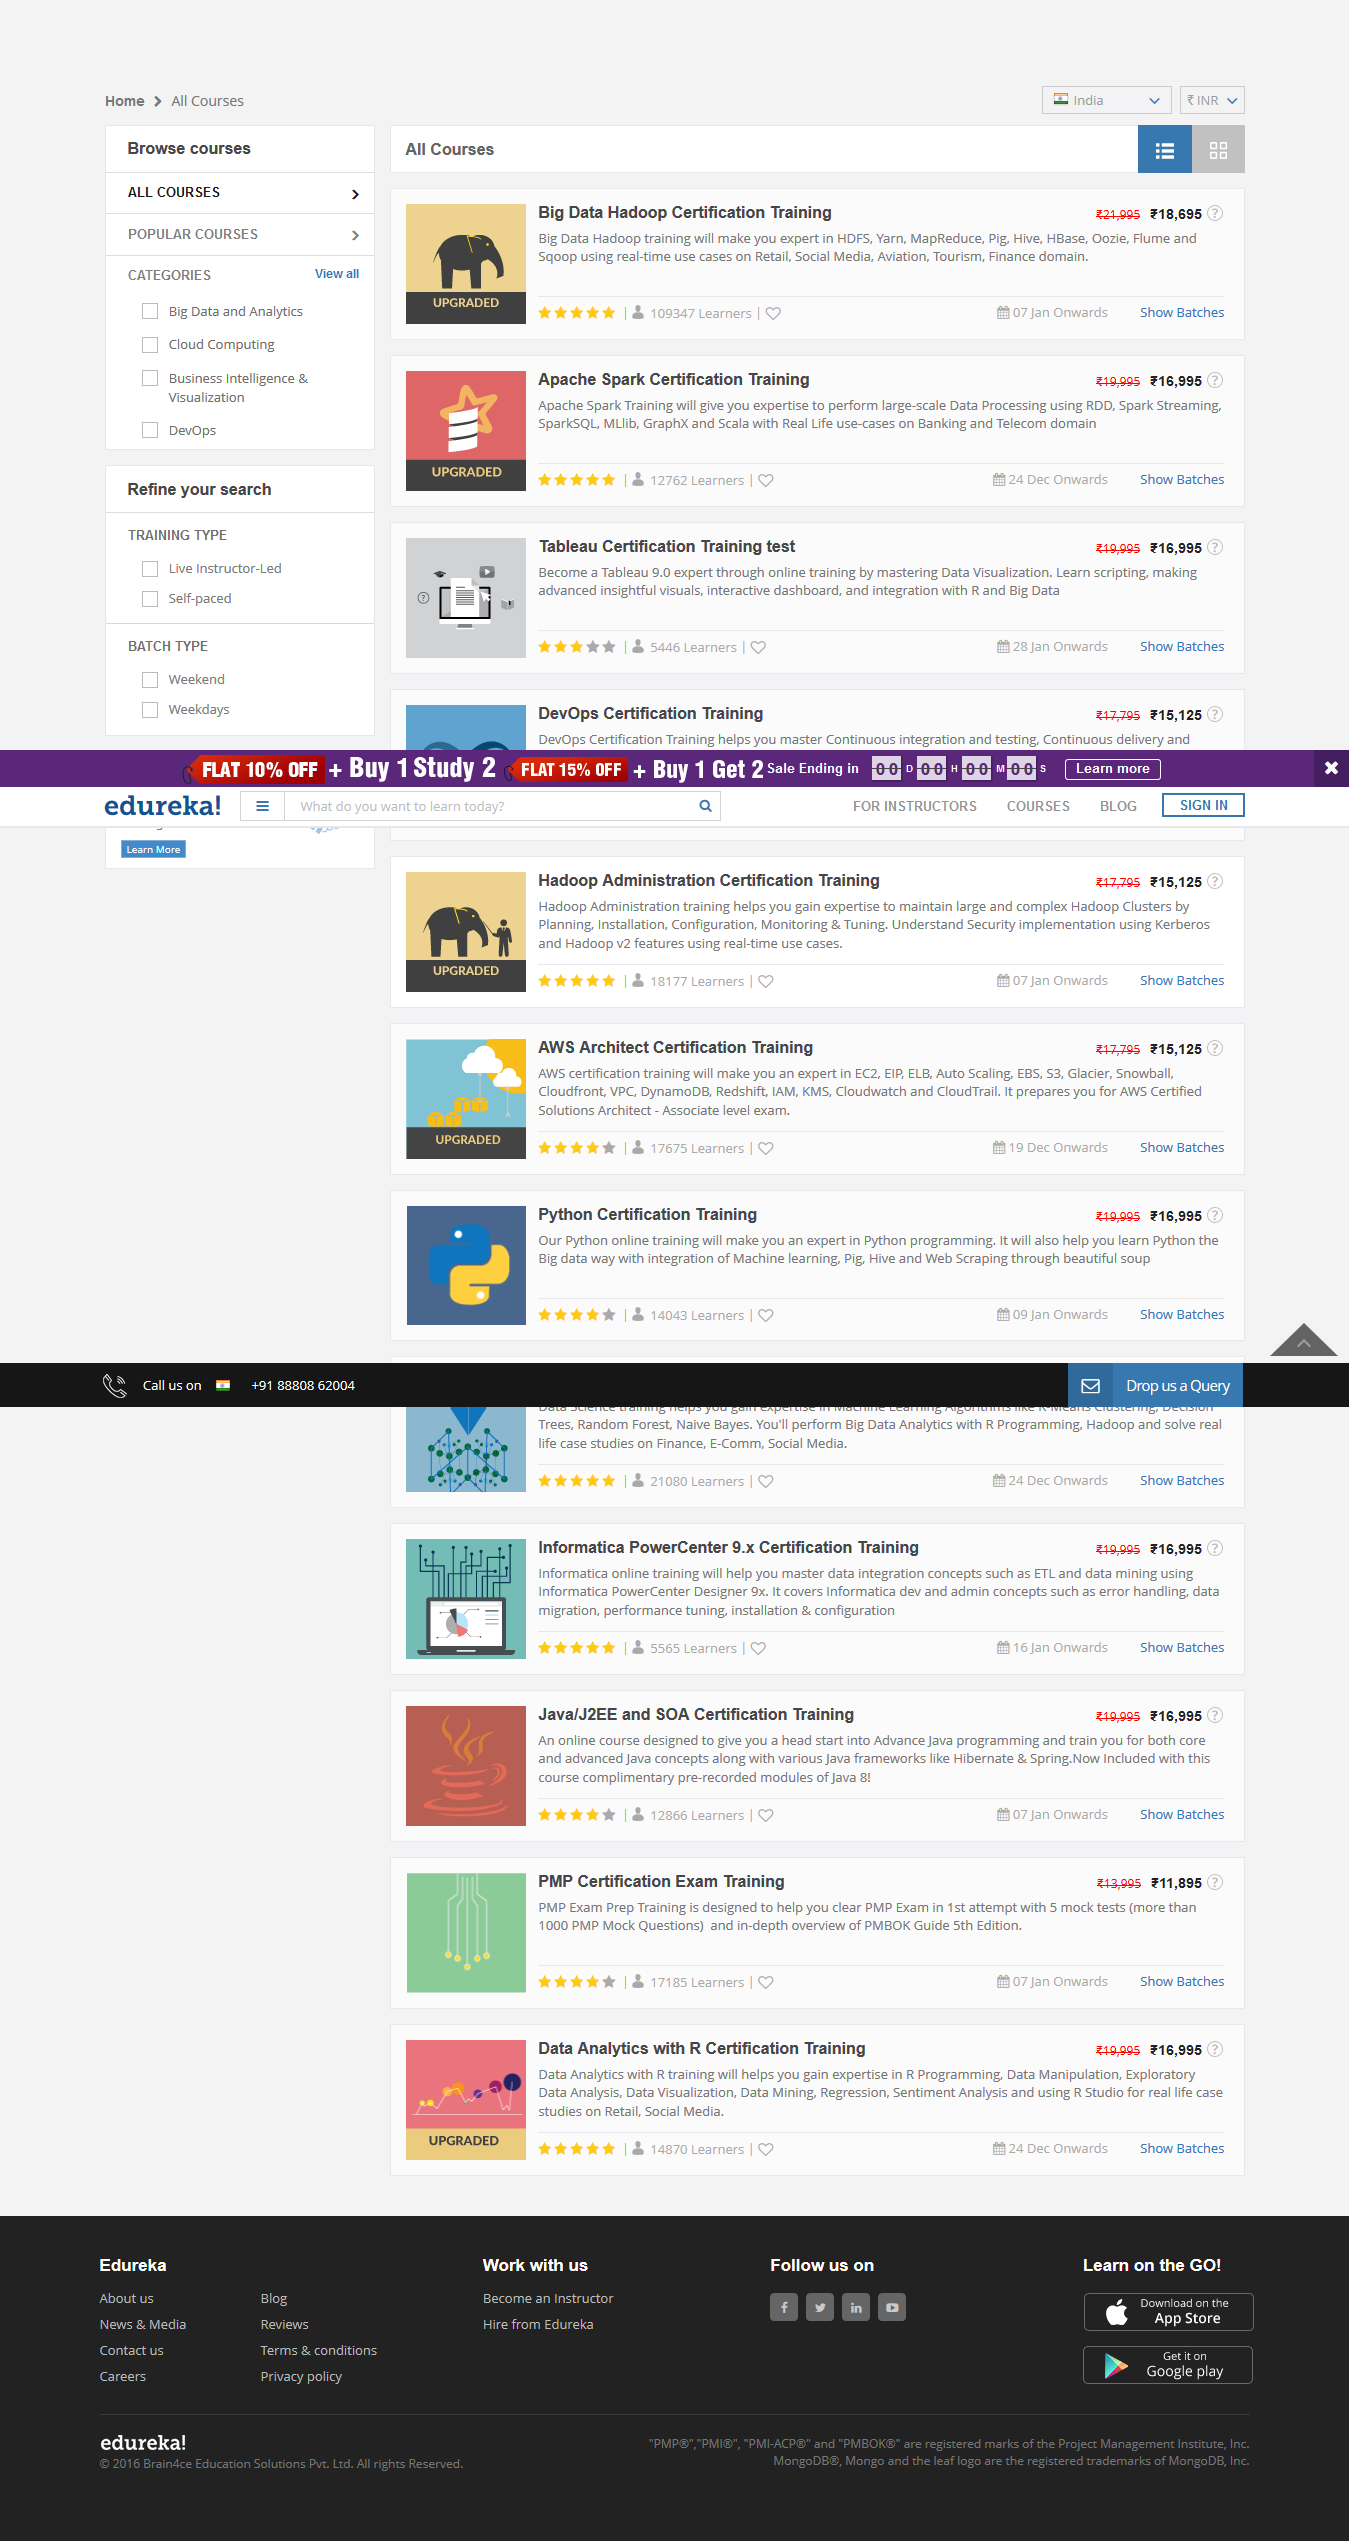 Home All Courses
India
₹ INR
Browse courses
ALL COURSES
POPULAR COURSES
CATEGORIES View all
Big Data and Analytics
Cloud Computing
Business Intelligence &
Visualization
DevOps
Refine your search
TRAINING TYPE
Live Instructor-Led
Self-paced
BATCH TYPE
Weekend
Weekdays
All Courses
UPGRADED
Big Data Hadoop Certification Training
₹21,995 ₹18,695 ?
Big Data Hadoop training will make you expert in HDFS, Yarn, MapReduce, Pig, Hive, HBase, Oozie, Flume and
Sqoop using real-time use cases on Retail, Social Media, Aviation, Tourism, Finance domain.
| 109347 Learners |
07 Jan Onwards Show Batches
UPGRADED
Apache Spark Certification Training
₹19,995 ₹16,995 ?
Apache Spark Training will give you expertise to perform large-scale Data Processing using RDD, Spark Streaming,
SparkSQL, MLlib, GraphX and Scala with Real Life use-cases on Banking and Telecom domain
| 12762 Learners |
24 Dec Onwards Show Batches
Tableau Certification Training test
₹19,995 ₹16,995 ?
Become a Tableau 9.0 expert through online training by mastering Data Visualization. Learn scripting, making
advanced insightful visuals, interactive dashboard, and integration with R and Big Data
| 5446 Learners |
28 Jan Onwards Show Batches
DevOps Certification Training
₹17,795 ₹15,125 ?
DevOps Certification Training helps you master Continuous integration and testing, Continuous delivery and
FLAT 10% OFF + Buy 1 Study 2 FLAT 15% OFF + Buy 1 Get 2 Sale Ending in 00 D 00 H 00 M 00 S Learn more
edureka! What do you want to learn today? FOR INSTRUCTORS COURSES BLOG SIGN IN
Learn More
UPGRADED
Hadoop Administration Certification Training
₹17,795 ₹15,125 ?
Hadoop Administration training helps you gain expertise to maintain large and complex Hadoop Clusters by
Planning, Installation, Configuration, Monitoring & Tuning. Understand Security implementation using Kerberos
and Hadoop v2 features using real-time use cases.
| 18177 Learners |
07 Jan Onwards Show Batches
UPGRADED
AWS Architect Certification Training
₹17,795 ₹15,125 ?
AWS certification training will make you an expert in EC2, EIP, ELB, Auto Scaling, EBS, S3, Glacier, Snowball,
Cloudfront, VPC, DynamoDB, Redshift, IAM, KMS, Cloudwatch and CloudTrail. It prepares you for AWS Certified
Solutions Architect - Associate level exam.
| 17675 Learners |
19 Dec Onwards Show Batches
Python Certification Training
₹19,995 ₹16,995 ?
Our Python online training will make you an expert in Python programming. It will also help you learn Python the
Big data way with integration of Machine learning, Pig, Hive and Web Scraping through beautiful soup
| 14043 Learners |
09 Jan Onwards Show Batches
Call us on +91 88808 62004 Drop us a Query
Data Science training helps you gain expertise in Machine Learning Algorithms like K-Means Clustering, Decision
Trees, Random Forest, Naive Bayes. You'll perform Big Data Analytics with R Programming, Hadoop and solve real
life case studies on Finance, E-Comm, Social Media.
| 21080 Learners |
24 Dec Onwards Show Batches
Informatica PowerCenter 9.x Certification Training
₹19,995 ₹16,995 ?
Informatica online training will help you master data integration concepts such as ETL and data mining using
Informatica PowerCenter Designer 9x. It covers Informatica dev and admin concepts such as error handling, data
migration, performance tuning, installation & configuration
| 5565 Learners |
16 Jan Onwards Show Batches
Java/J2EE and SOA Certification Training
₹19,995 ₹16,995 ?
An online course designed to give you a head start into Advance Java programming and train you for both core
and advanced Java concepts along with various Java frameworks like Hibernate & Spring.Now Included with this
course complimentary pre-recorded modules of Java 8!
| 12866 Learners |
07 Jan Onwards Show Batches
PMP Certification Exam Training
₹13,995 ₹11,895 ?
PMP Exam Prep Training is designed to help you clear PMP Exam in 1st attempt with 5 mock tests (more than
1000 PMP Mock Questions) and in-depth overview of PMBOK Guide 5th Edition.
| 17185 Learners |
07 Jan Onwards Show Batches
UPGRADED
Data Analytics with R Certification Training
₹19,995 ₹16,995 ?
Data Analytics with R training will helps you gain expertise in R Programming, Data Manipulation, Exploratory
Data Analysis, Data Visualization, Data Mining, Regression, Sentiment Analysis and using R Studio for real life case
studies on Retail, Social Media.
| 14870 Learners |
24 Dec Onwards Show Batches
Edureka
About us
News & Media
Contact us
Careers
Blog
Reviews
Terms & conditions
Privacy policy
Work with us
Become an Instructor
Hire from Edureka
Follow us on
Learn on the GO!
Download on the
App Store
Get it on
Google play
edureka!
© 2016 Brain4ce Education Solutions Pvt. Ltd. All rights Reserved.
"PMP®","PMI®", "PMI-ACP®" and "PMBOK®" are registered marks of the Project Management Institute, Inc.
MongoDB®, Mongo and the leaf logo are the registered trademarks of MongoDB, Inc.